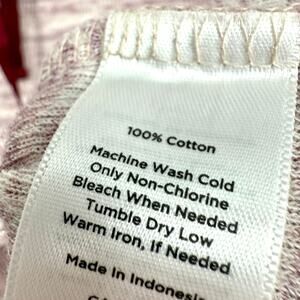 100% Cotton
Machine Wash Cold
Only Non-Chlorine
Bleach When Needed
Tumble Dry Low
Warm Iron, If Needed
Made In Indonesia